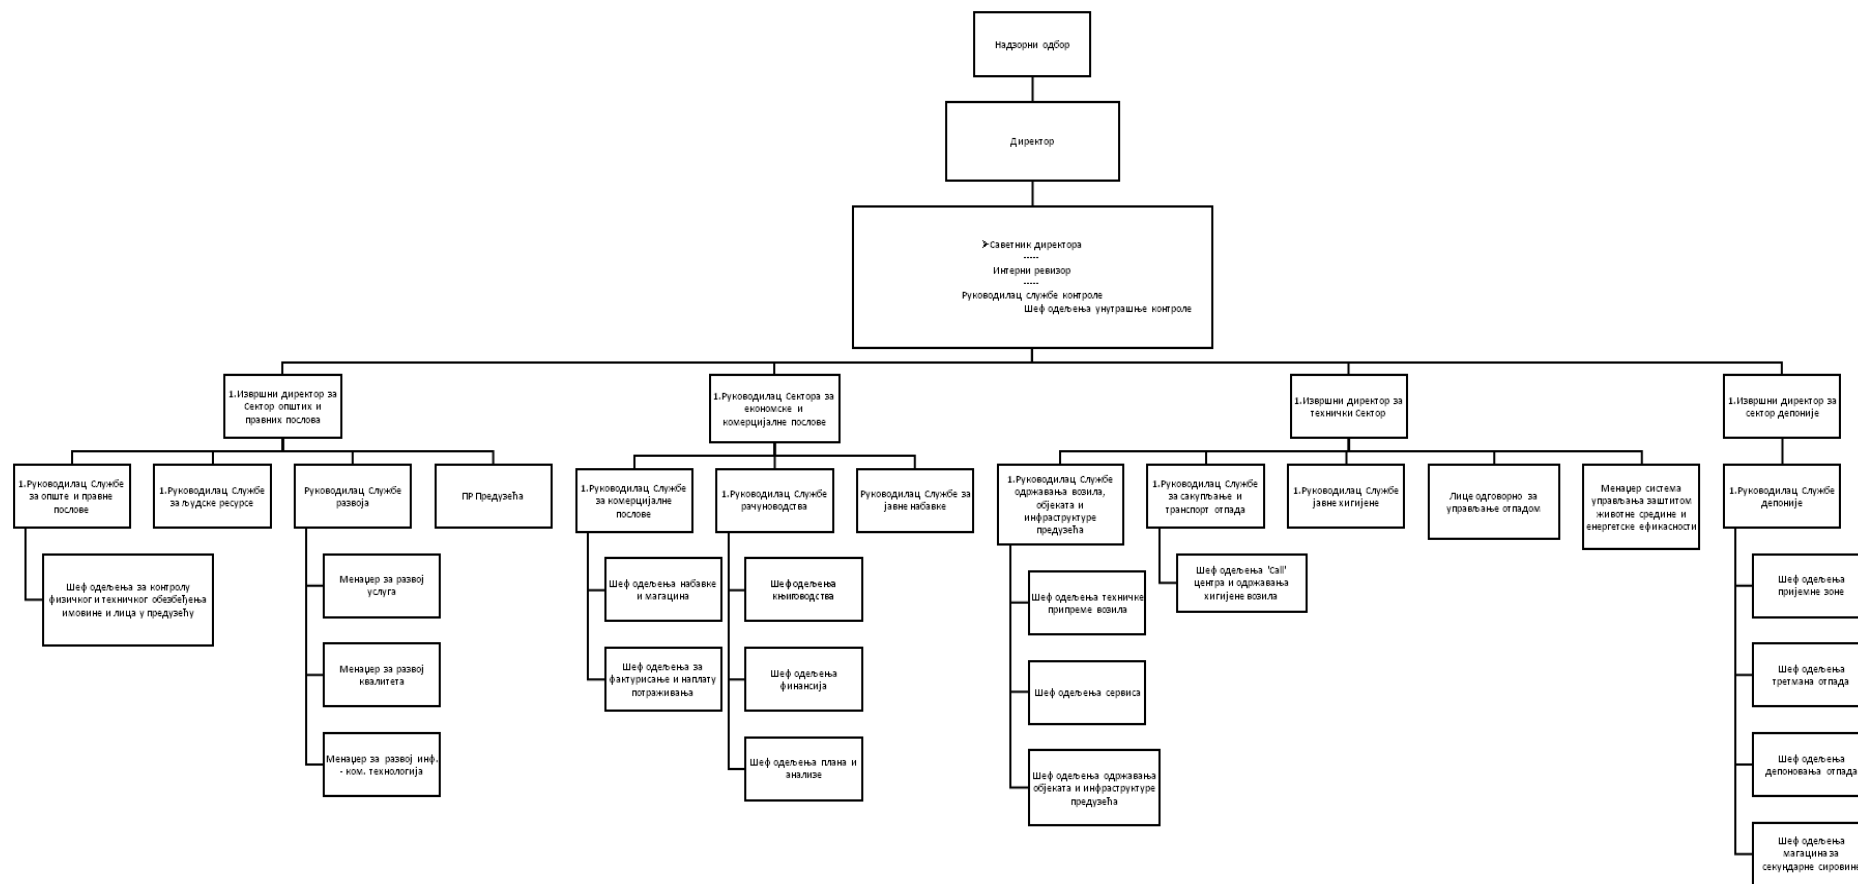 Надзорни одбор
Директор
➤Саветник директора
-----
Интерни ревизор
-----
Руководилац службе контроле
Шеф одељења унутрашње контроле
1.Извршни директор за
Сектор општих и
правних послова
1.Руководилац Сектора за
економске и
комерцијалне послове
1.Извршни директор за
технички Сектор
1.Извршни директор за
сектор депоније
1.Руководилац Службе
за опште и правне
послове
1.Руководилац Службе
за људске ресурсе
Руководилац Службе
развоја
ПР Предузећа
1.Руководилац Службе
за комерцијалне
послове
1.Руководилац Службе
рачуноводства
Руководилац Службе за
јавне набавке
1.Руководилац Службе
одржавања возила,
објеката и
инфраструктуре
предузећа
1.Руководилац Службе
за сакупљање и
транспорт отпада
1.Руководилац Службе
јавне хигијене
Лице одговорно за
управљање отпадом
Менаџер система
управљања заштитом
животне средине и
енергетске ефикасности
1.Руководилац Службе
депоније
Шеф одељења за контролу
физичког и техничког обезбеђења
имовине и лица у предузећу
Менаџер за развој
услуга
Менаџер за развој
квалитета
Менаџер за развој инф.
- ком. технологија
Шеф одељења набавке
и магацина
Шеф одељења за
фактурисање и наплату
потраживања
Шеф одељења
књиговодства
Шеф одељења
финансија
Шеф одељења плана и
анализе
Шеф одељења техничке
припреме возила
Шеф одељења сервиса
Шеф одељења одржавања
објеката и инфраструктуре
предузећа
Шеф одељења 'Call'
центра и одржавања
хигијене возила
Шеф одељења
пријемне зоне
Шеф одељења
третмана отпада
Шеф одељења
депоновања отпада
Шеф одељења
магацина за
секундарне сировине